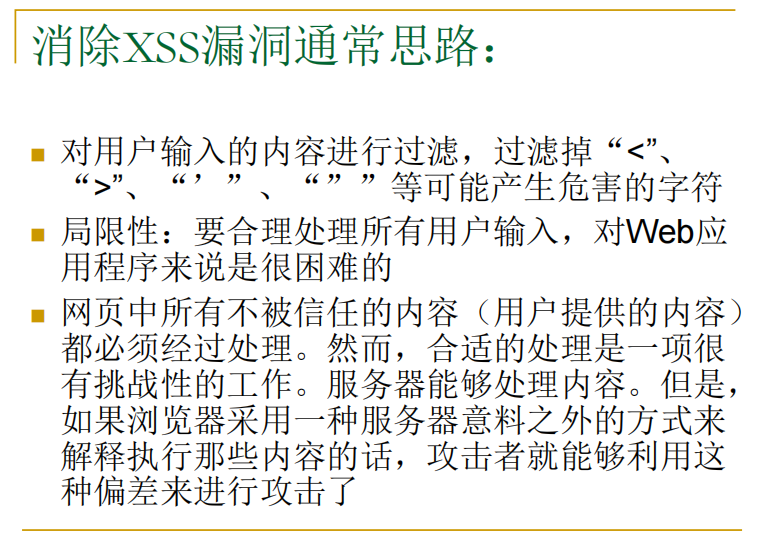 消除XSS漏洞通常思路：
对用户输入的内容进行过滤，过滤掉“<”、
“>”、“’”、“””等可能产生危害的字符
局限性：要合理处理所有用户输入，对Web应
用程序来说是很困难的
网页中所有不被信任的内容（用户提供的内容）
都必须经过处理。然而，合适的处理是一项很
有挑战性的工作。服务器能够处理内容。但是，
如果浏览器采用一种服务器意料之外的方式来
解释执行那些内容的话，攻击者就能够利用这
种偏差来进行攻击了